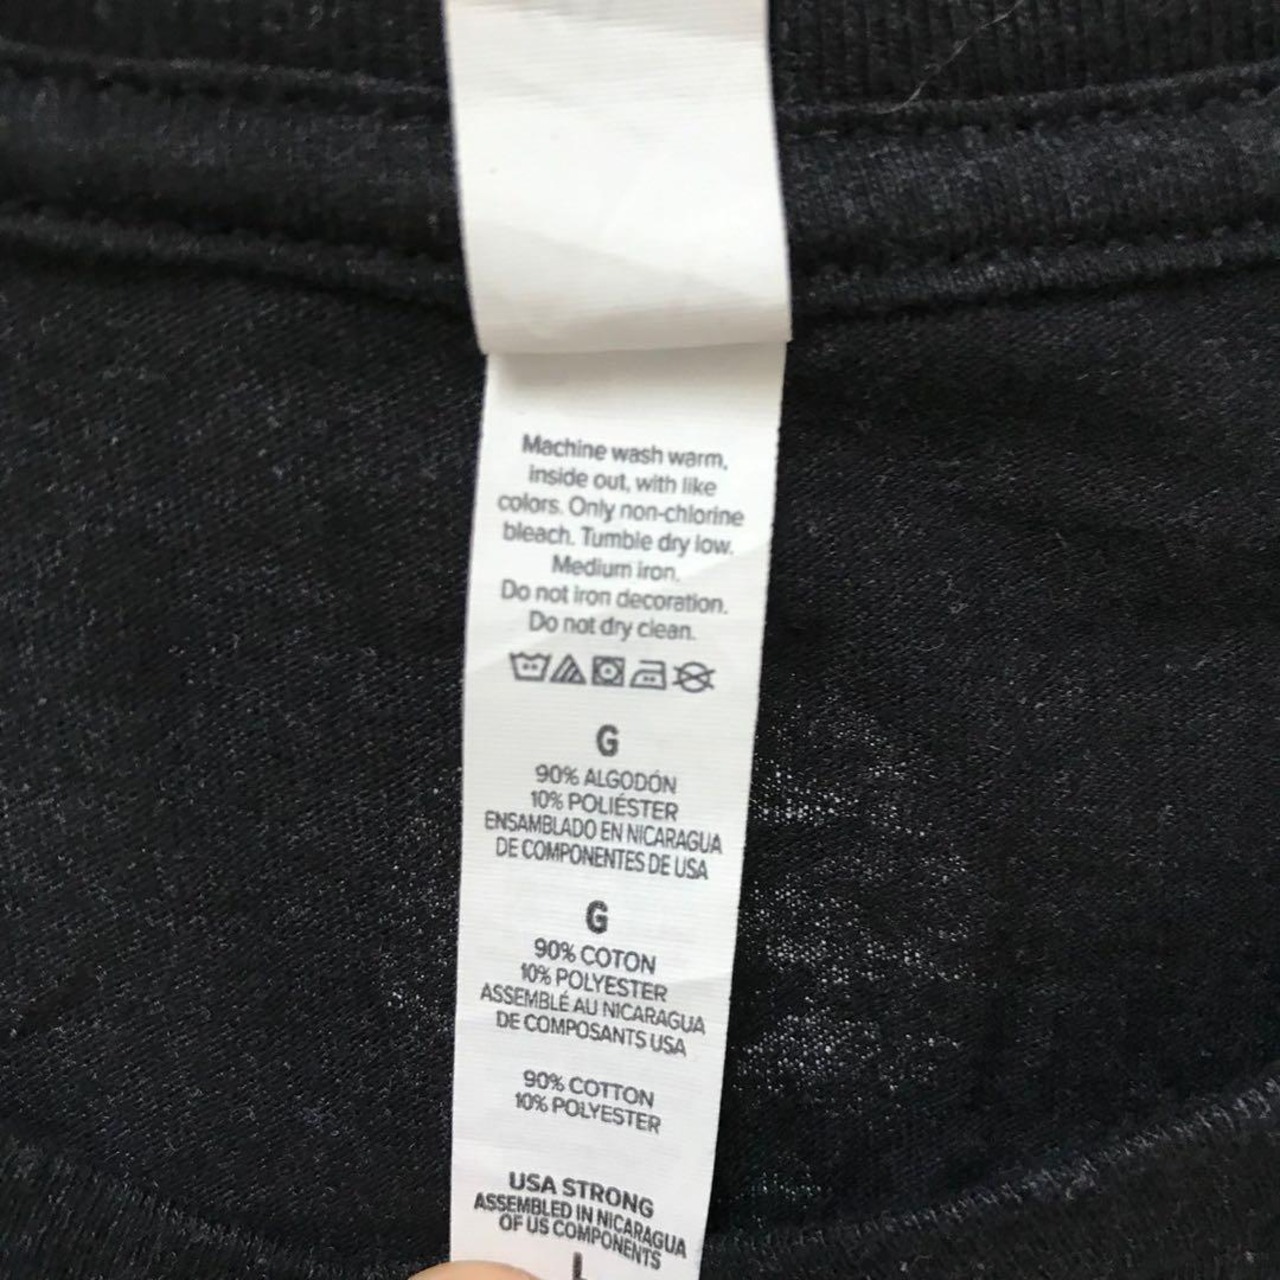 Machine wash warm,
inside out, with like
colors. Only non-chlorine
bleach. Tumble dry low.
Medium iron.
Do not iron decoration.
Do not dry clean.
G
90% ALGODÓN
10% POLIÉSTER
ENSAMBLADO EN NICARAGUA
DE COMPONENTES DE USA
G
90% COTON
10% POLYESTER
ASSEMBLÉ AU NICARAGUA
DE COMPOSANTS USA
90% COTTON
10% POLYESTER
USA STRONG
ASSEMBLED IN NICARAGUA
OF US COMPONENTS
L